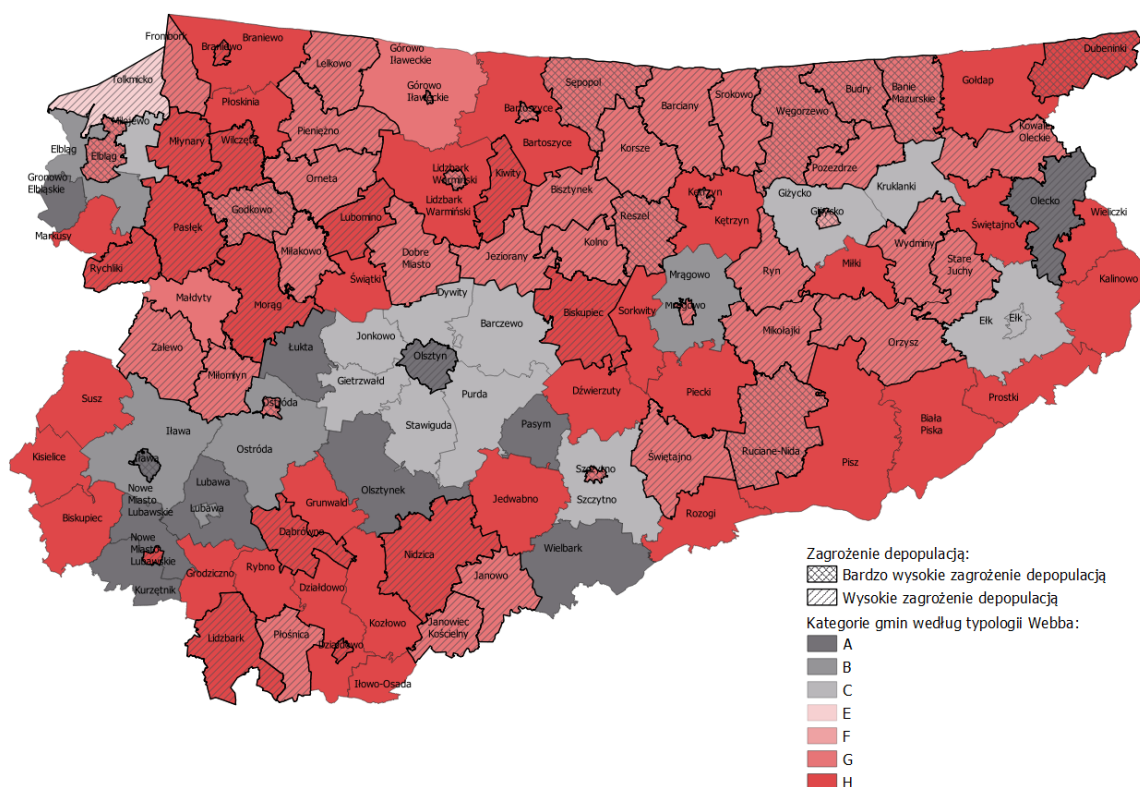 Frombork
Braniewo
Braniewo
Lelkowo
Górowo
Iławeckie
Dubeninki
Tolkmicko
Płoskinia
Górowo
Iławeckie
Sępopol
Barciany
Srokowo
Węgorzewo
Budry
Banie
Mazurskie
Gołdap
Milejewo
Młynary
Wilczęta
Pieniężno
Bartoszyce
Bartoszyce
Korsze
Kowale
Oleckie
Elbląg
Elbląg
Gronowo
Elbląskie
Orneta
Lidzbark
Warmiński
Lidzbark
Warmiński
Kiwity
Bisztynek
Pozezdrze
Kętrzyn
Kętrzyn
Giżycko
Giżycko
Kruklanki
Olecko
Wieliczki
Markusy
Pasłęk
Godkowo
Lubomino
Reszel
Świętajno
Rychliki
Miłakowo
Dobre
Miasto
Jeziorany
Kolno
Wydminy
Stare
Juchy
Kalinowo
Małdyty
Morąg
Świątki
Dywity
Biskupiec
Sorkwity
Mrągowo
Mrągowo
Ryn
Miłki
Ełk
Ełk
Zalewo
Łukta
Jonkowo
Barczewo
Mikołajki
Orzysz
Miłomłyn
Olsztyn
Gietrzwałd
Purda
Dźwierzuty
Piecki
Prostki
Susz
Ostróda
Ostróda
Stawiguda
Pasym
Biała
Piska
Iława
Iława
Kisielice
Świętajno
Ruciane-Nida
Pisz
Szczytno
Szczytno
Nowe
Miasto
Lubawskie
Lubawa
Lubawa
Olsztynek
Grunwald
Jedwabno
Rozogi
Biskupiec
Nowe
Miasto
Lubawskie
Dąbrówno
Nidzica
Wielbark
Kurzętnik
Grodziczno
Rybno
Działdowo
Janowo
Lidzbark
Płośnica
Działdowo
Kozłowo
Janowiec
Kościelny
Iłowo-Osada
Zagrożenie depopulacją:
Bardzo wysokie zagrożenie depopulacją
Wysokie zagrożenie depopulacją
Kategorie gmin według typologii Webba:
A
B
C
E
F
G
H